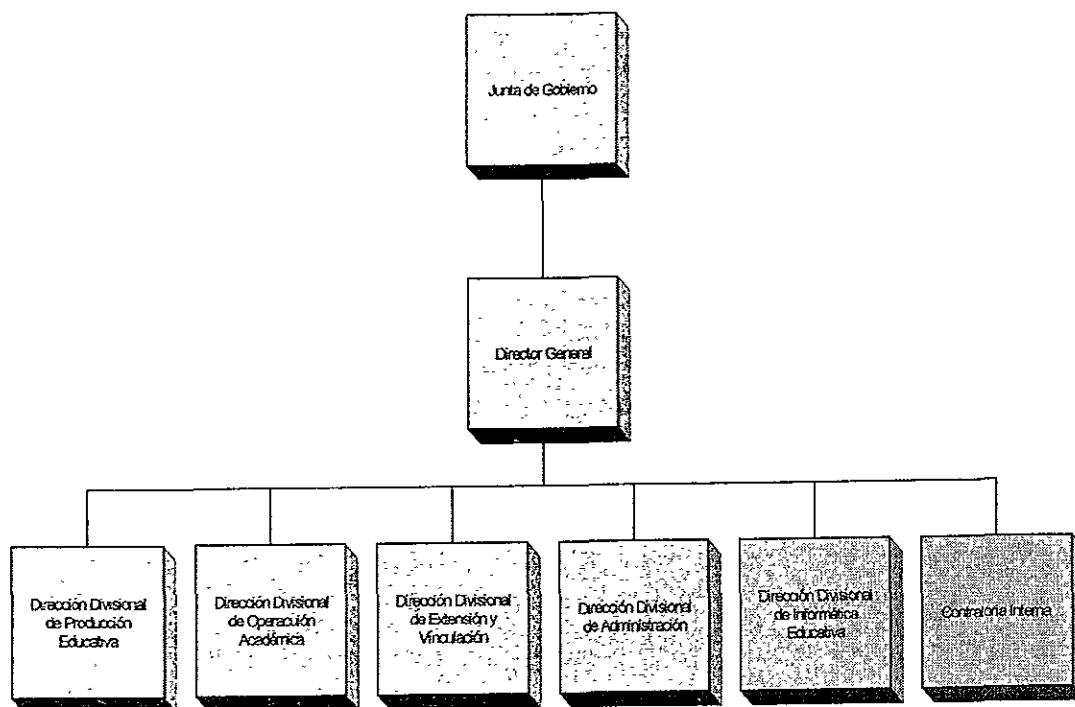 Junta de Gobierno
Director General
Dirección Divisional
de Producción
Educativa
Dirección Divisional
de Operación
Académica
Dirección Divisional
de Extensión y
Vinculación
Dirección Divisional
de Administración
Dirección Divisional
de Informática
Educativa
Contraloria Interna